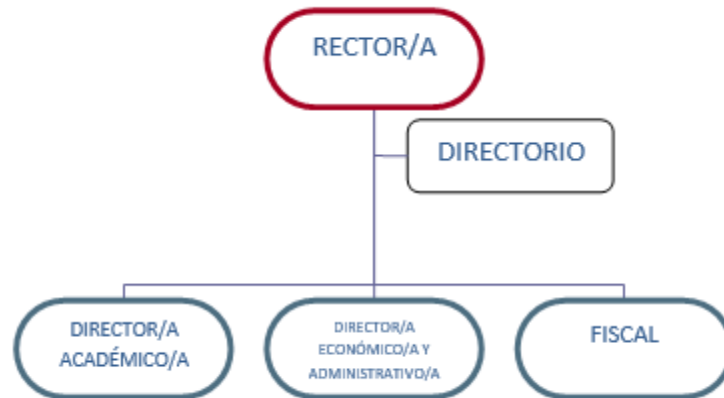 RECTOR/A
DIRECTORIO
DIRECTOR/A
ACADÉMICO/A
DIRECTOR/A
ECONÓMICO/A Y
ADMINISTRATIVO/A
FISCAL